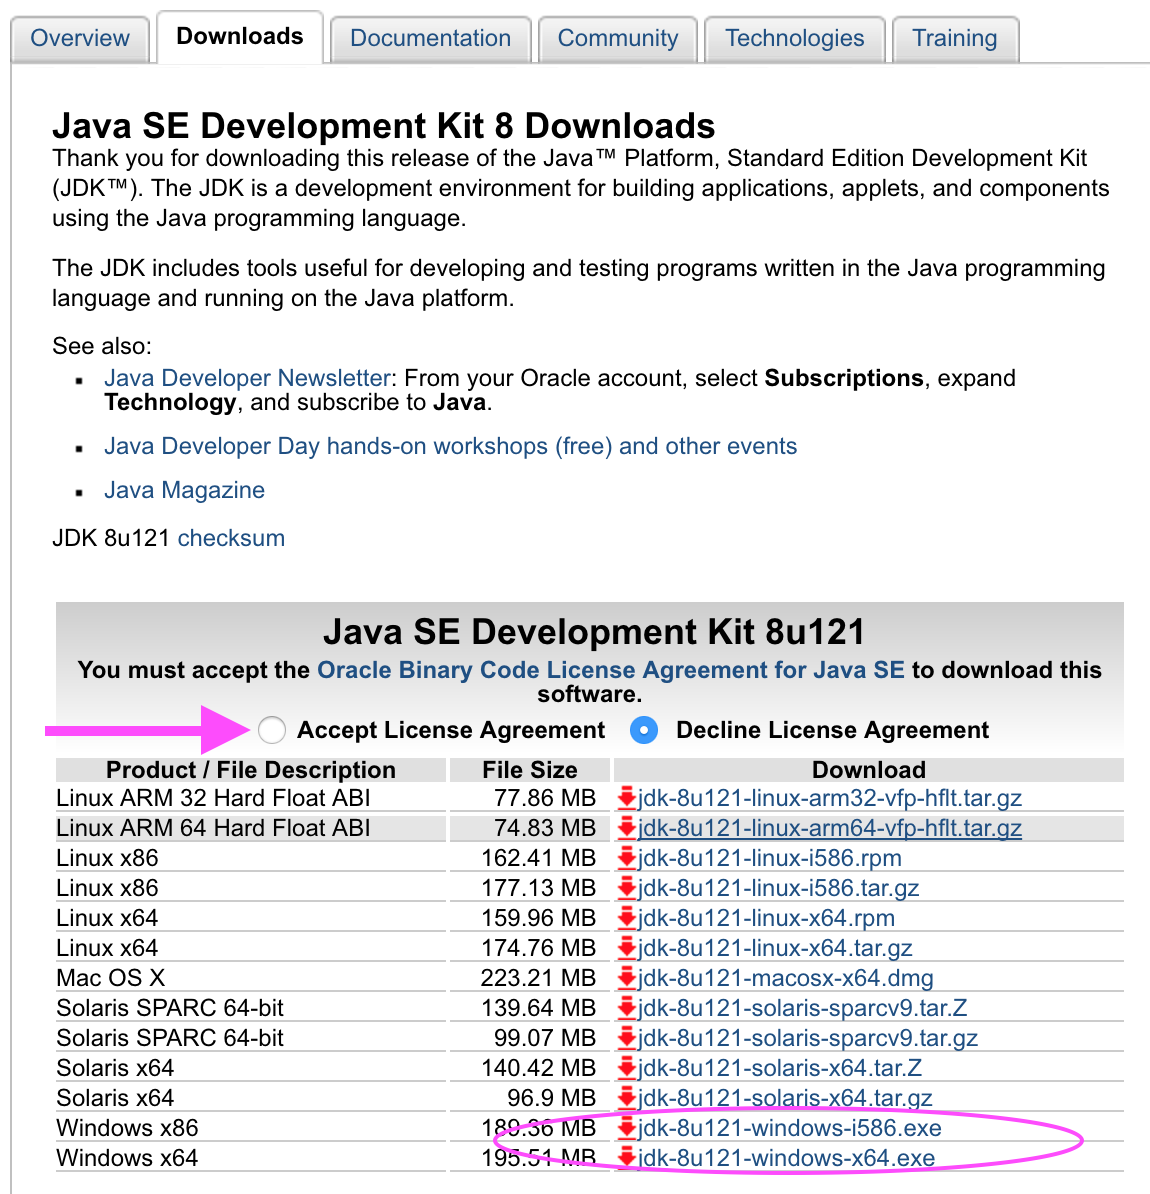 Overview Downloads Documentation Community Technologies Training
Java SE Development Kit 8 Downloads
Thank you for downloading this release of the Java™ Platform, Standard Edition Development Kit
(JDK™). The JDK is a development environment for building applications, applets, and components
using the Java programming language.
The JDK includes tools useful for developing and testing programs written in the Java programming
language and running on the Java platform.
See also:
Java Developer Newsletter: From your Oracle account, select Subscriptions, expand
Technology, and subscribe to Java.
Java Developer Day hands-on workshops (free) and other events
Java Magazine
JDK 8u121 checksum
Java SE Development Kit 8u121
You must accept the Oracle Binary Code License Agreement for Java SE to download this
software.
Accept License Agreement Decline License Agreement
Product / File Description File Size Download
Linux ARM 32 Hard Float ABI 77.86 MB jdk-8u121-linux-arm32-vfp-hflt.tar.gz
Linux ARM 64 Hard Float ABI 74.83 MB jdk-8u121-linux-arm64-vfp-hflt.tar.gz
Linux x86 162.41 MB jdk-8u121-linux-i586.rpm
Linux x86 177.13 MB jdk-8u121-linux-i586.tar.gz
Linux x64 159.96 MB jdk-8u121-linux-x64.rpm
Linux x64 174.76 MB jdk-8u121-linux-x64.tar.gz
Mac OS X 223.21 MB jdk-8u121-macosx-x64.dmg
Solaris SPARC 64-bit 139.64 MB jdk-8u121-solaris-sparcv9.tar.Z
Solaris SPARC 64-bit 99.07 MB jdk-8u121-solaris-sparcv9.tar.gz
Solaris x64 140.42 MB jdk-8u121-solaris-x64.tar.Z
Solaris x64 96.9 MB jdk-8u121-solaris-x64.tar.gz
Windows x86 189.36 MB jdk-8u121-windows-i586.exe
Windows x64 195.51 MB jdk-8u121-windows-x64.exe